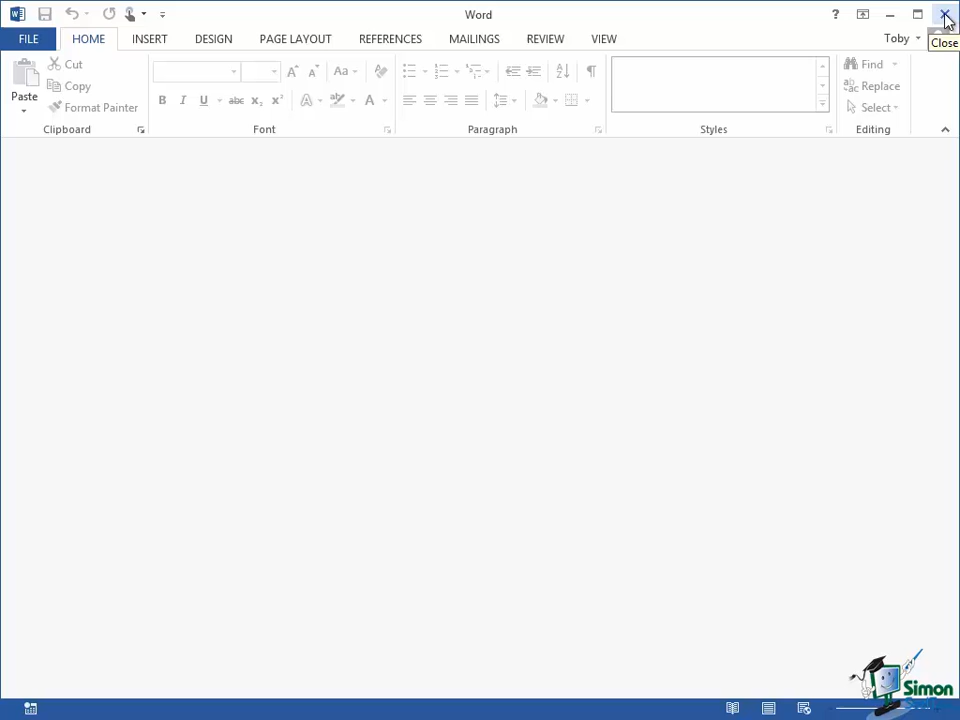 Word
?
Close
FILE HOME INSERT DESIGN PAGE LAYOUT REFERENCES MAILINGS REVIEW VIEW Toby
Paste
Cut
Copy
Format Painter
Clipboard
Aa
B I U abc X₂ X² A A
Font
Paragraph
Styles
Find
Replace
Select
Editing
Simon